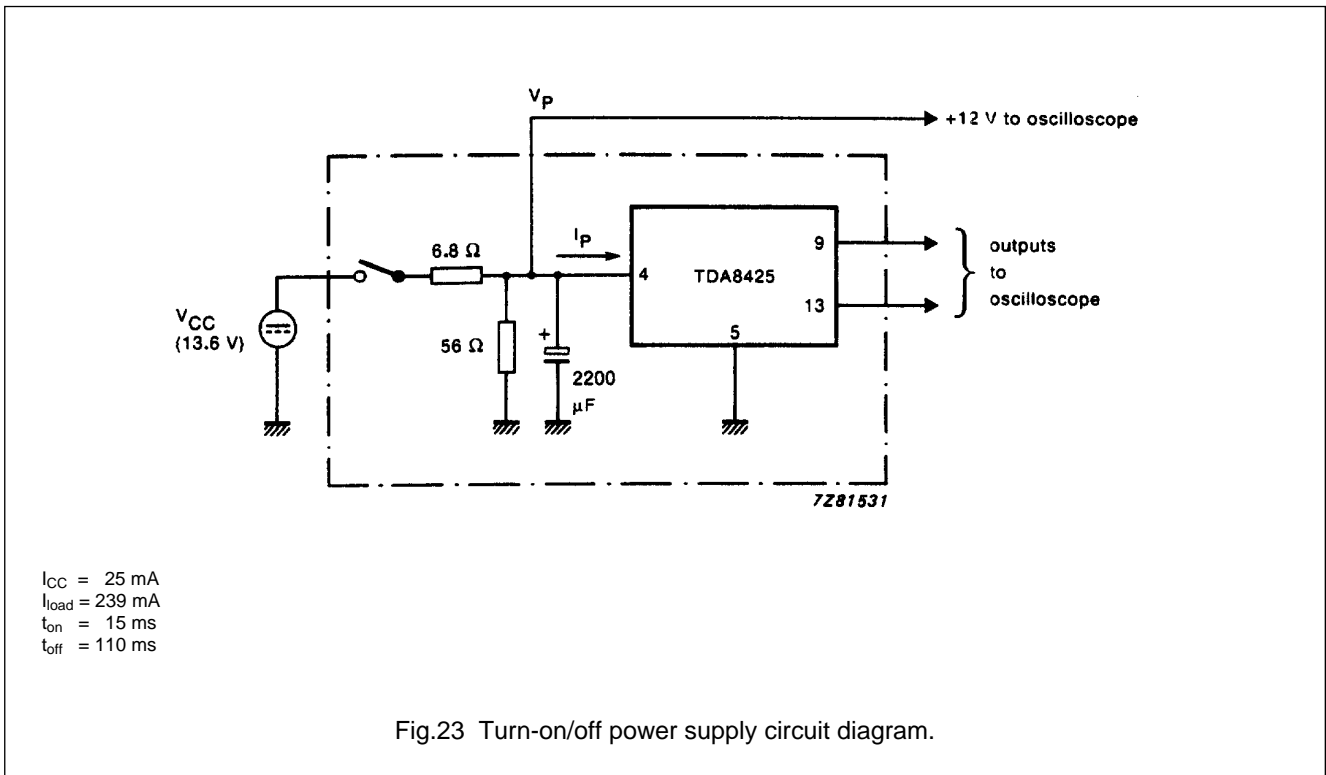 V_P
+12 V to oscilloscope
6.8 Ω
I_P
4
TDA8425
9
13
5
outputs
to
oscilloscope
V_CC
(13.6 V)
56 Ω
+
2200
μF
7Z81531
I_CC = 25 mA
I_load = 239 mA
t_on = 15 ms
t_off = 110 ms
Fig.23 Turn-on/off power supply circuit diagram.